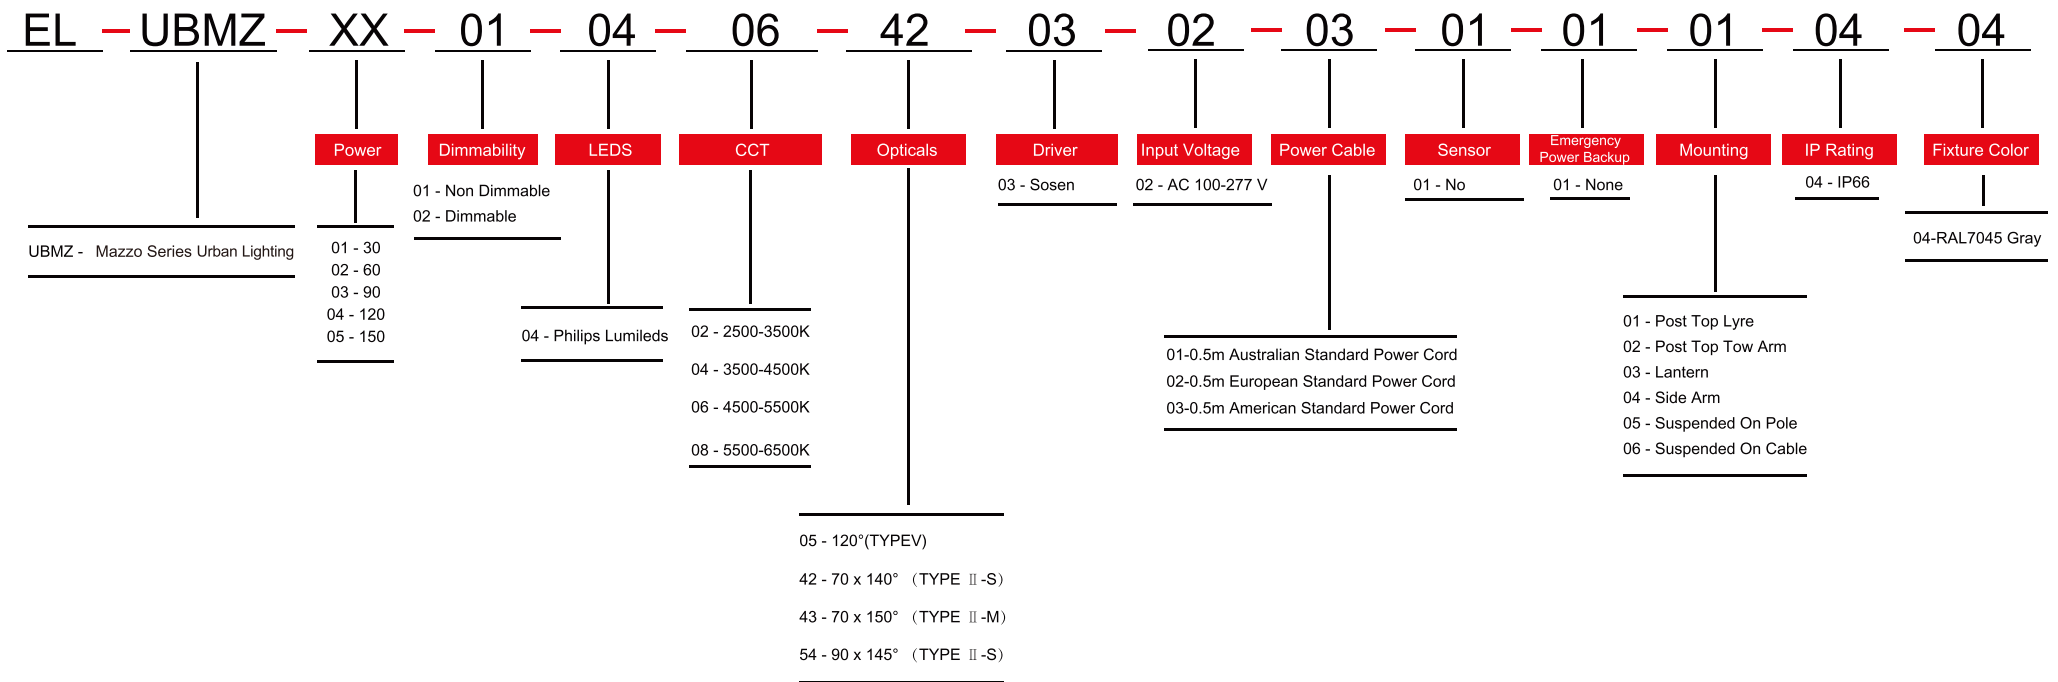 EL — UBMZ — XX — 01 — 04 — 06 — 42 — 03 — 02 — 03 — 01 — 01 — 01 — 04 — 04
Power
Dimmability
LEDS
CCT
Opticals
Driver
Input Voltage
Power Cable
Sensor
Emergency
Power Backup
Mounting
IP Rating
Fixture Color
UBMZ - Mazzo Series Urban Lighting
01 - 30
02 - 60
03 - 90
04 - 120
05 - 150
01 - Non Dimmable
02 - Dimmable
04 - Philips Lumileds
02 - 2500-3500K
04 - 3500-4500K
06 - 4500-5500K
08 - 5500-6500K
05 - 120°(TYPEV)
42 - 70 x 140° （TYPE Ⅱ-S）
43 - 70 x 150° （TYPE Ⅱ-M）
54 - 90 x 145° （TYPE Ⅱ-S）
03 - Sosen
02 - AC 100-277 V
01-0.5m Australian Standard Power Cord
02-0.5m European Standard Power Cord
03-0.5m American Standard Power Cord
01 - No
01 - None
01 - Post Top Lyre
02 - Post Top Tow Arm
03 - Lantern
04 - Side Arm
05 - Suspended On Pole
06 - Suspended On Cable
04 - IP66
04-RAL7045 Gray